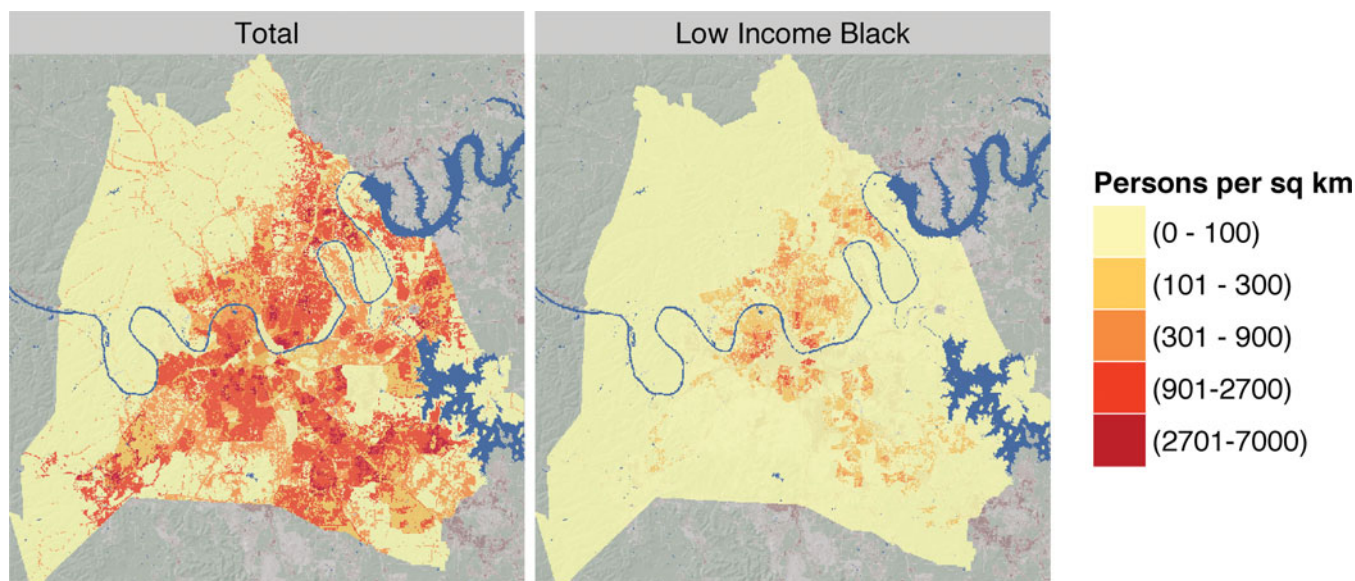 Total
Low Income Black
Persons per sq km
(0 - 100)
(101 - 300)
(301 - 900)
(901-2700)
(2701-7000)